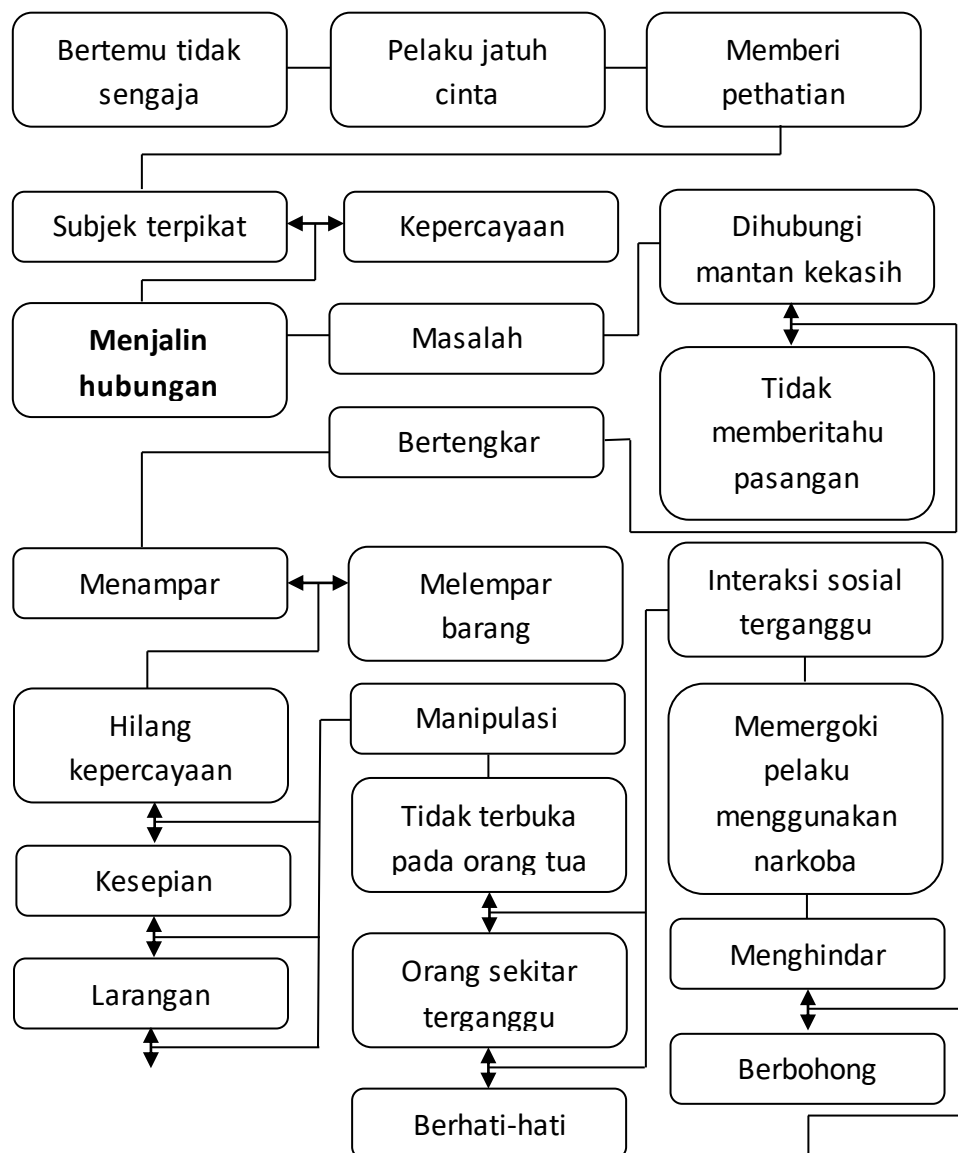 Bertemu tidak
sengaja
Pelaku jatuh
cinta
Memberi
pethatian
Subjek terpikat
Kepercayaan
Dihubungi
mantan kekasih
Menjalin
hubungan
Masalah
Tidak
memberitahu
pasangan
Bertengkar
Menampar
Melempar
barang
Interaksi sosial
terganggu
Hilang
kepercayaan
Manipulasi
Memergoki
pelaku
menggunakan
narkoba
Tidak terbuka
pada orang tua
Kesepian
Menghindar
Orang sekitar
terganggu
Larangan
Berbohong
Berhati-hati